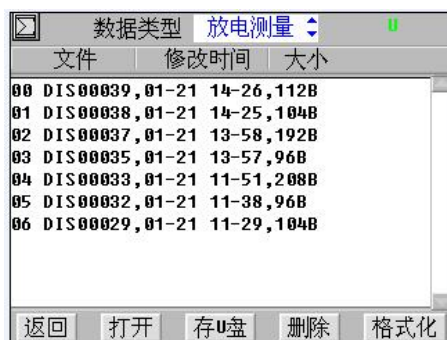 ∑ 数据类型 放电测量 U
文件 修改时间 大小
00 DIS00039,01-21 14-26,112B
01 DIS00038,01-21 14-25,104B
02 DIS00037,01-21 13-58,192B
03 DIS00035,01-21 13-57,96B
04 DIS00033,01-21 11-51,208B
05 DIS00032,01-21 11-38,96B
06 DIS00029,01-21 11-29,104B
返回 打开 存U盘 删除 格式化